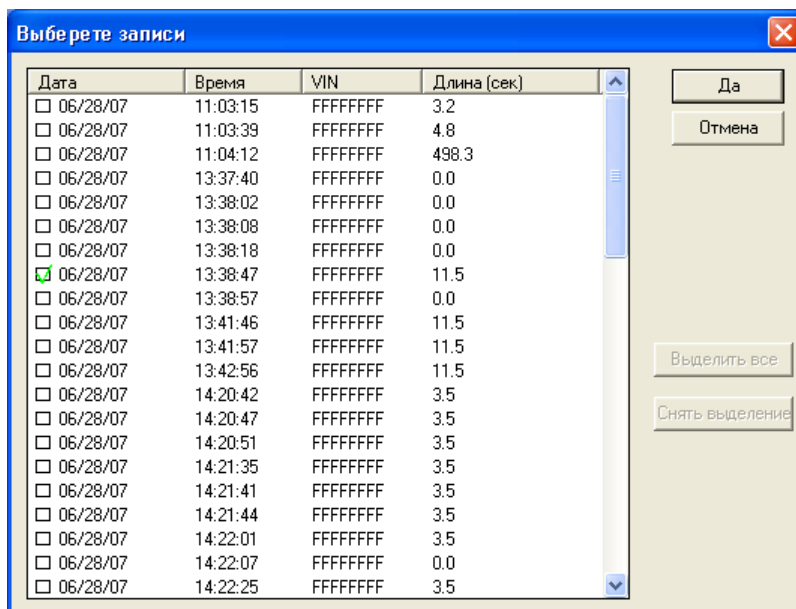 Выберете записи
Дата Время VIN Длина (сек)
06/28/07 11:03:15 FFFFFFFF 3.2
06/28/07 11:03:39 FFFFFFFF 4.8
06/28/07 11:04:12 FFFFFFFF 498.3
06/28/07 13:37:40 FFFFFFFF 0.0
06/28/07 13:38:02 FFFFFFFF 0.0
06/28/07 13:38:08 FFFFFFFF 0.0
06/28/07 13:38:18 FFFFFFFF 0.0
06/28/07 13:38:47 FFFFFFFF 11.5
06/28/07 13:38:57 FFFFFFFF 0.0
06/28/07 13:41:46 FFFFFFFF 11.5
06/28/07 13:41:57 FFFFFFFF 11.5
06/28/07 13:42:56 FFFFFFFF 11.5
06/28/07 14:20:42 FFFFFFFF 3.5
06/28/07 14:20:47 FFFFFFFF 3.5
06/28/07 14:20:51 FFFFFFFF 3.5
06/28/07 14:21:35 FFFFFFFF 3.5
06/28/07 14:21:41 FFFFFFFF 3.5
06/28/07 14:21:44 FFFFFFFF 3.5
06/28/07 14:22:01 FFFFFFFF 3.5
06/28/07 14:22:07 FFFFFFFF 0.0
06/28/07 14:22:25 FFFFFFFF 3.5
Да
Отмена
Выделить все
Снять выделение